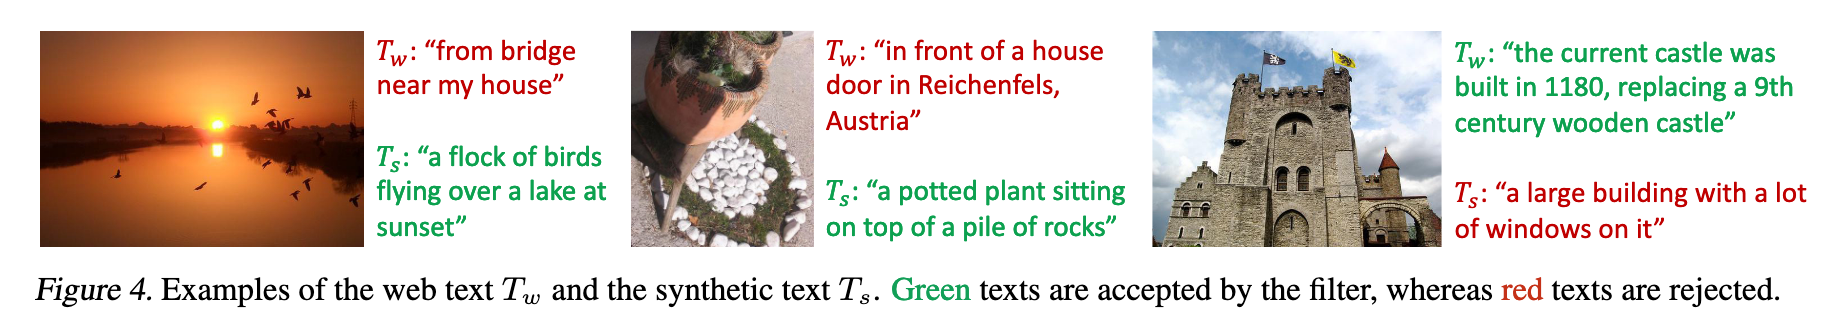 T_w: “from bridge
near my house”
T_s: “a flock of birds
flying over a lake at
sunset”
T_w: “in front of a house
door in Reichenfels,
Austria”
T_s: “a potted plant sitting
on top of a pile of rocks”
T_w: “the current castle was
built in 1180, replacing a 9th
century wooden castle”
T_s: “a large building with a lot
of windows on it”
Figure 4. Examples of the web text T_w and the synthetic text T_s. Green texts are accepted by the filter, whereas red texts are rejected.